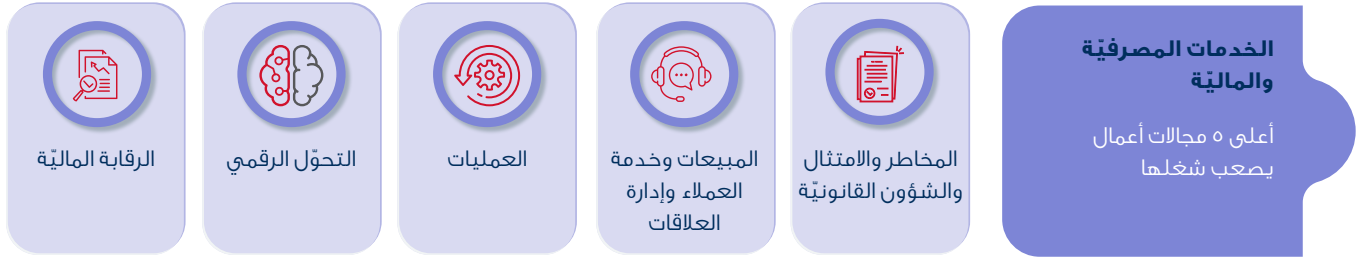 الخدمات المصرفيّة
والماليّة
أعلى ٥ مجالات أعمال
يصعب شغلها
المخاطر والامتثال
والشؤون القانونيّة
المبيعات وخدمة
العملاء وإدارة
العلاقات
العمليات
التحوّل الرقمي
الرقابة الماليّة